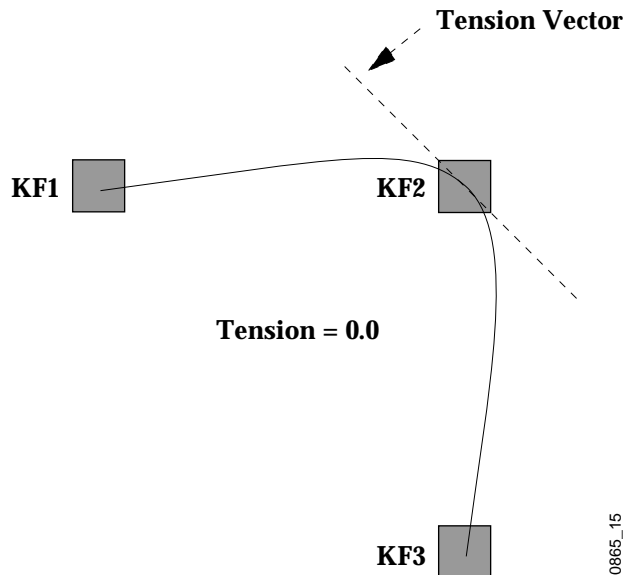 Tension Vector
KF1
KF2
Tension = 0.0
KF3
0865_15